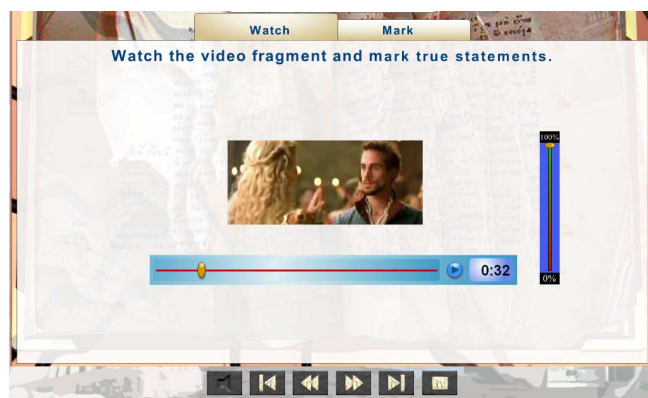 Watch
Mark
Watch the video fragment and mark true statements.
100%
0:32
0%